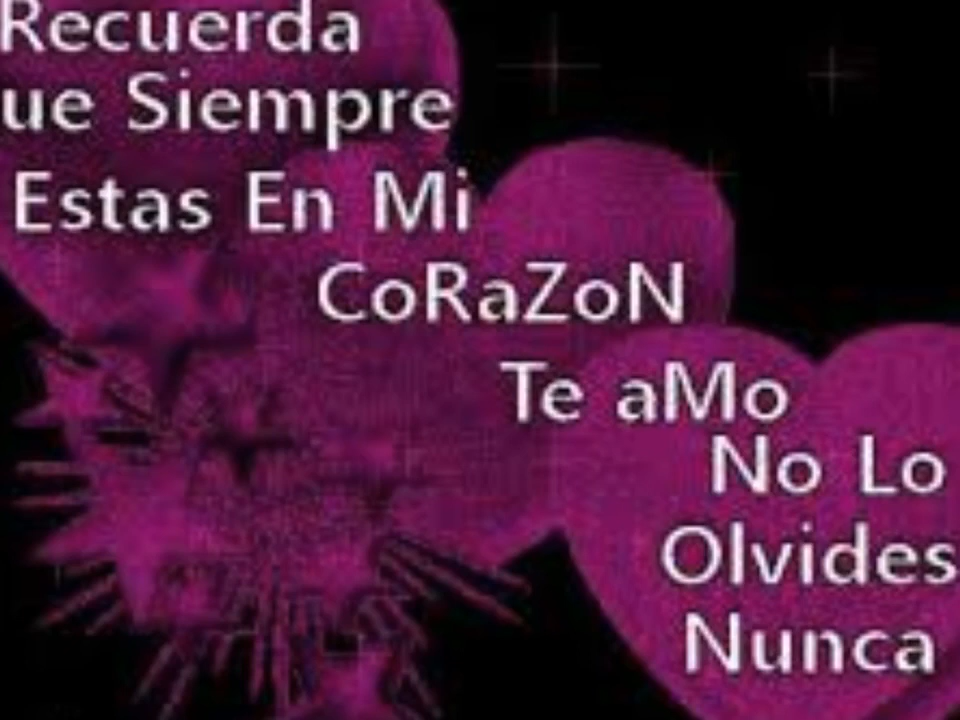 Recuerda
ue Siempre
Estas En Mi
CoRaZoN
Te aMo
No Lo
Olvides
Nunca